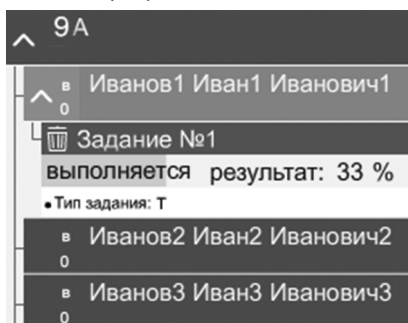 9А
в Иванов1 Иван1 Иванович1
0
Задание №1
выполняется результат: 33 %
• Тип задания: Т
в Иванов2 Иван2 Иванович2
0
в Иванов3 Иван3 Иванович3
0